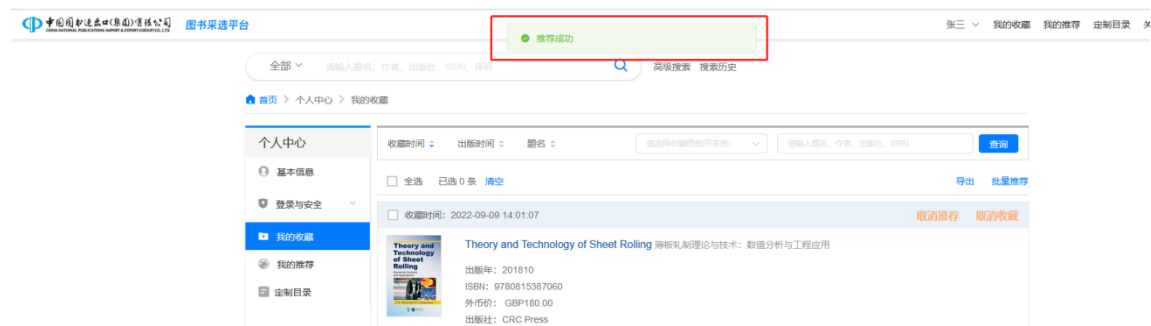 中国图书进出口(集团)有限公司 图书采选平台
CHINA NATIONAL PUBLICATIONS IMPORT & EXPORT (GROUP) CO., LTD.
推荐成功
张三 我的收藏 我的推荐 定制目录
全部 请输入题名, 作者, 出版社, ISBN, 译名 高级搜索 搜索历史
首页 > 个人中心 > 我的收藏
个人中心
基本信息
登录与安全
我的收藏
我的推荐
定制目录
收藏时间 出版时间 题名 请选择收藏理由(可多选) 请输入题名, 作者, 出版社, ISBN 查询
全选 已选 0 条 清空 导出 批量推荐
收藏时间：2022-09-09 14:01:07 取消推荐 取消收藏
Theory and
Technology
of Sheet
Rolling
Theory and Technology of Sheet Rolling 薄板轧制理论与技术：数值分析与工程应用
出版年：201810
ISBN：9780815387060
外币价：GBP180.00
出版社：CRC Press